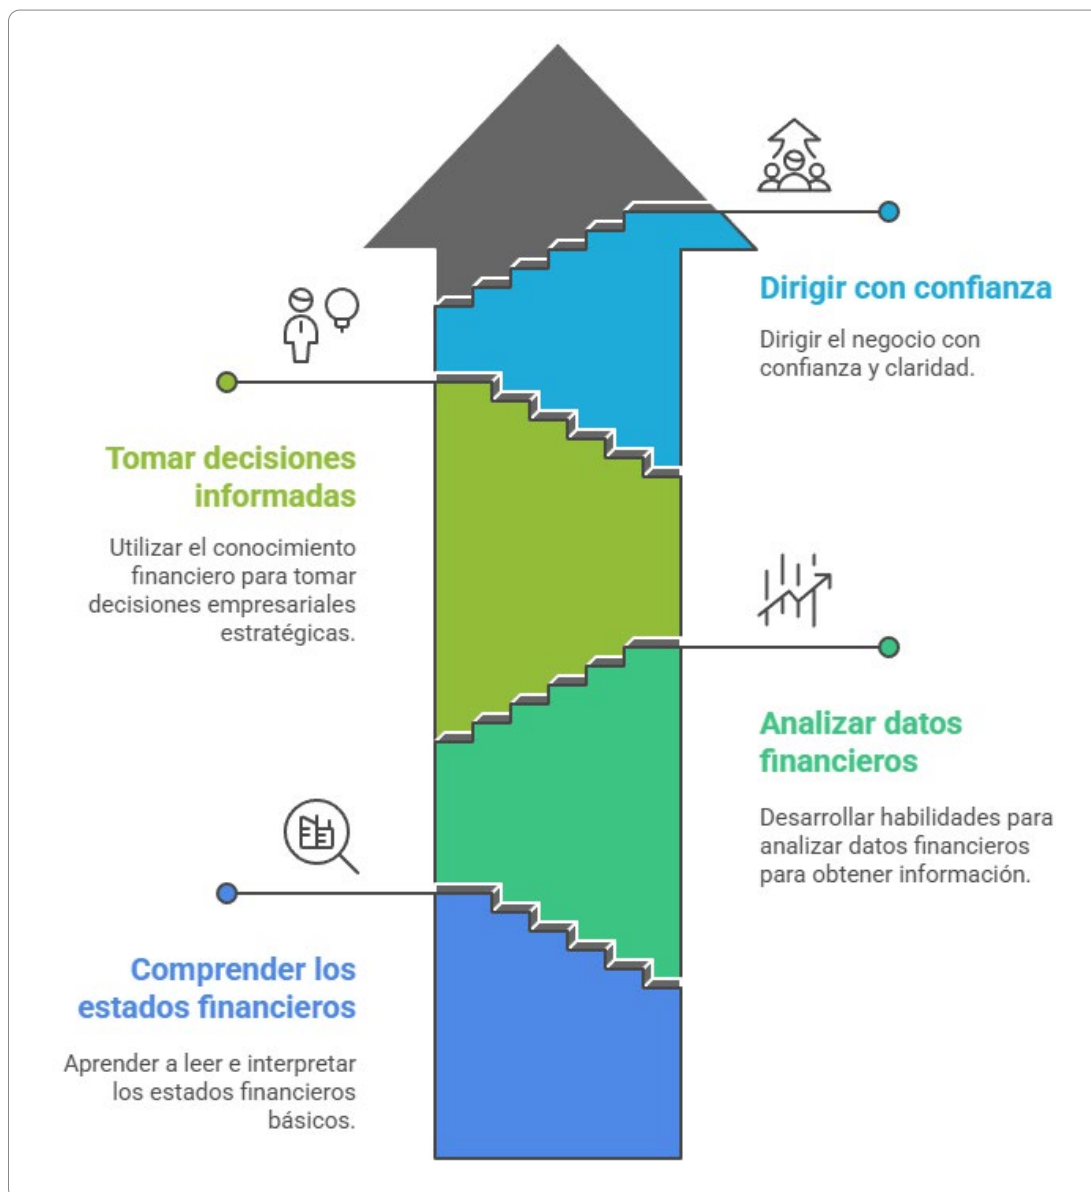 Dirigir con confianza
Dirigir el negocio con
confianza y claridad.
Tomar decisiones
informadas
Utilizar el conocimiento
financiero para tomar
decisiones empresariales
estratégicas.
Analizar datos
financieros
Desarrollar habilidades para
analizar datos financieros
para obtener información.
Comprender los
estados financieros
Aprender a leer e interpretar
los estados financieros
básicos.